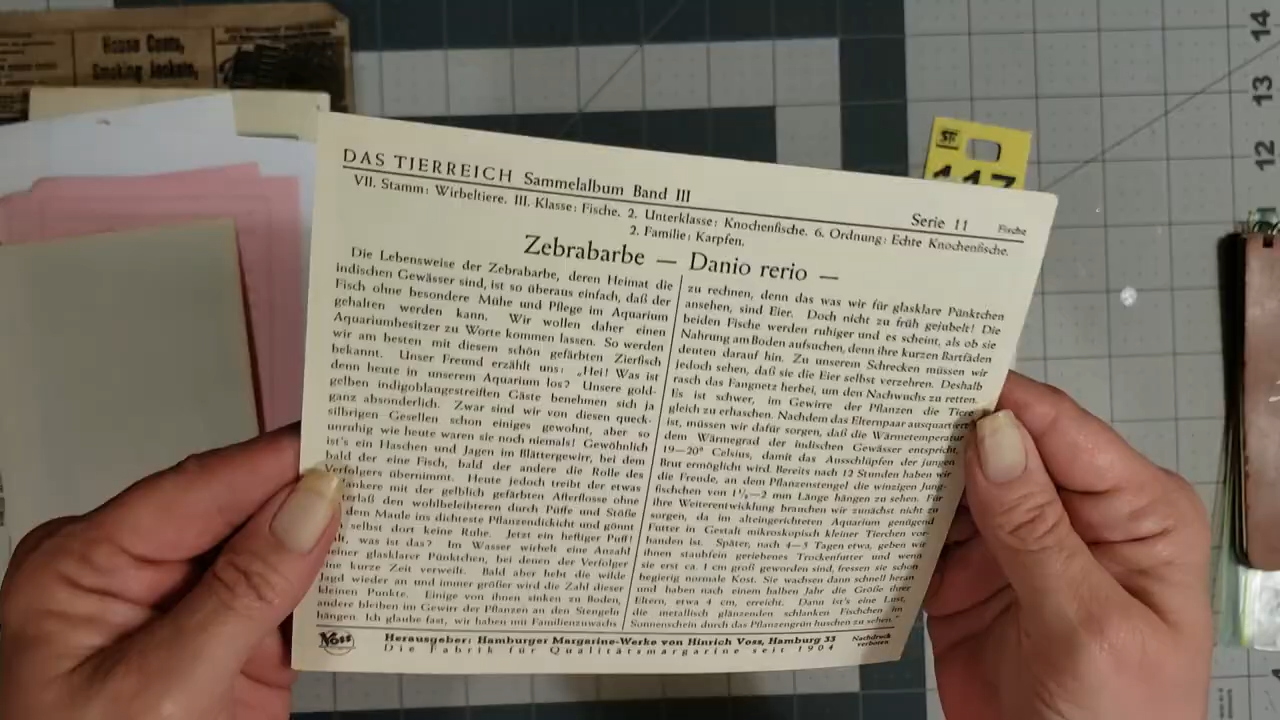 House Coats,
Smoking Jackets,
14
13
12
117
DAS TIERREICH Sammelalbum Band III
Serie 11 Fische
VII. Stamm: Wirbeltiere. III. Klasse: Fische. 2. Unterklasse: Knochenfische. 6. Ordnung: Echte Knochenfische.
2. Familie: Karpfen.
Zebrabarbe — Danio rerio —
Die Lebensweise der Zebrabarbe, deren Heimat die
indischen Gewässer sind, ist so überaus einfach, daß der
Fisch ohne besondere Mühe und Pflege im Aquarium
gehalten werden kann. Wir wollen daher einen
Aquariumbesitzer zu Worte kommen lassen. So werden
wir am besten mit diesem schön gefärbten Zierfisch
bekannt. Unser Freund erzählt uns: „Hei! Was ist
denn heute in unserem Aquarium los? Unsere gold-
gelben indigoblangestreiften Gäste benehmen sich ja
ganz absonderlich. Zwar sind wir von diesen queck-
silbrigen Gesellen schon einiges gewohnt, aber so
unruhig wie heute waren sie noch niemals! Gewöhnlich
ist's ein Haschen und Jagen im Blättergewirr, bei dem
bald der eine Fisch, bald der andere die Rolle des
Verfolgers übernimmt. Heute jedoch treibt der etwas
lankere mit der gelblich gefärbten Afterflosse ohne
terlaß den wohlbeleibteren durch Püffe und Stöße
dem Maule ins dichteste Pflanzendickicht und gönnt
selbst dort keine Ruhe. Jetzt ein heftiger Puff!
lt, was ist das? Im Wasser wirbelt eine Anzahl
einer glasklarer Pünktchen, bei denen der Verfolger
ne kurze Zeit verweilt. Bald aber hebt die wilde
Jagd wieder an und immer größer wird die Zahl dieser
kleinen Punkte. Einige von ihnen sinken zu Boden,
andere bleiben im Gewirr der Pflanzen an den Stengeln
hängen. Ich glaube fast, wir haben mit Familienzuwachs
zu rechnen, denn das was wir für glasklare Pünktchen
ansehen, sind Eier. Doch nicht zu früh gejubelt! Die
beiden Fische werden ruhiger und es scheint, als ob sie
Nahrung am Boden aufsuchen, denn ihre kurzen Bartfäden
deuten darauf hin. Zu unserem Schrecken müssen wir
jedoch sehen, daß sie die Eier selbst verzehren. Deshalb
rasch das Fangnetz herbei, um den Nachwuchs zu retten.
Es ist schwer, im Gewirre der Pflanzen die Tiere
gleich zu erhaschen. Nachdem das Elternpaar ausquartiert
ist, müssen wir dafür sorgen, daß die Wärmetemperatur
dem Wärmegrad der indischen Gewässer entspricht,
19—20° Celsius, damit das Ausschlüpfen der jungen
Brut ermöglicht wird. Bereits nach 12 Stunden haben wir
die Freude, an dem Pflanzenstengel die winzigen Jung-
fischchen von 1½—2 mm Länge hängen zu sehen. Für
ihre Weiterentwicklung brauchen wir zunächst nicht zu
sorgen, da im alteingerichteten Aquarium genügend
Futter in Gestalt mikroskopisch kleiner Tierchen vor-
handen ist. Später, nach 4—5 Tagen etwa, geben wir
ihnen staubfein geriebenes Trockenfutter und wenn
sie erst ca. 1 cm groß geworden sind, fressen sie schon
begierig normale Kost. Sie wachsen dann schnell heran
und haben nach einem halben Jahr die Größe ihrer
Eltern, etwa 4 cm, erreicht. Dann ist's eine Lust,
die metallisch glänzenden schlanken Fischchen im
Sonnenschein durch das Pflanzengrün huschen zu sehen."
Voss
Herausgeber: Hamburger Margarine-Werke von Hinrich Voss, Hamburg 33
Die Fabrik für Qualitätsmargarine seit 1904
Nachdruck
verboten